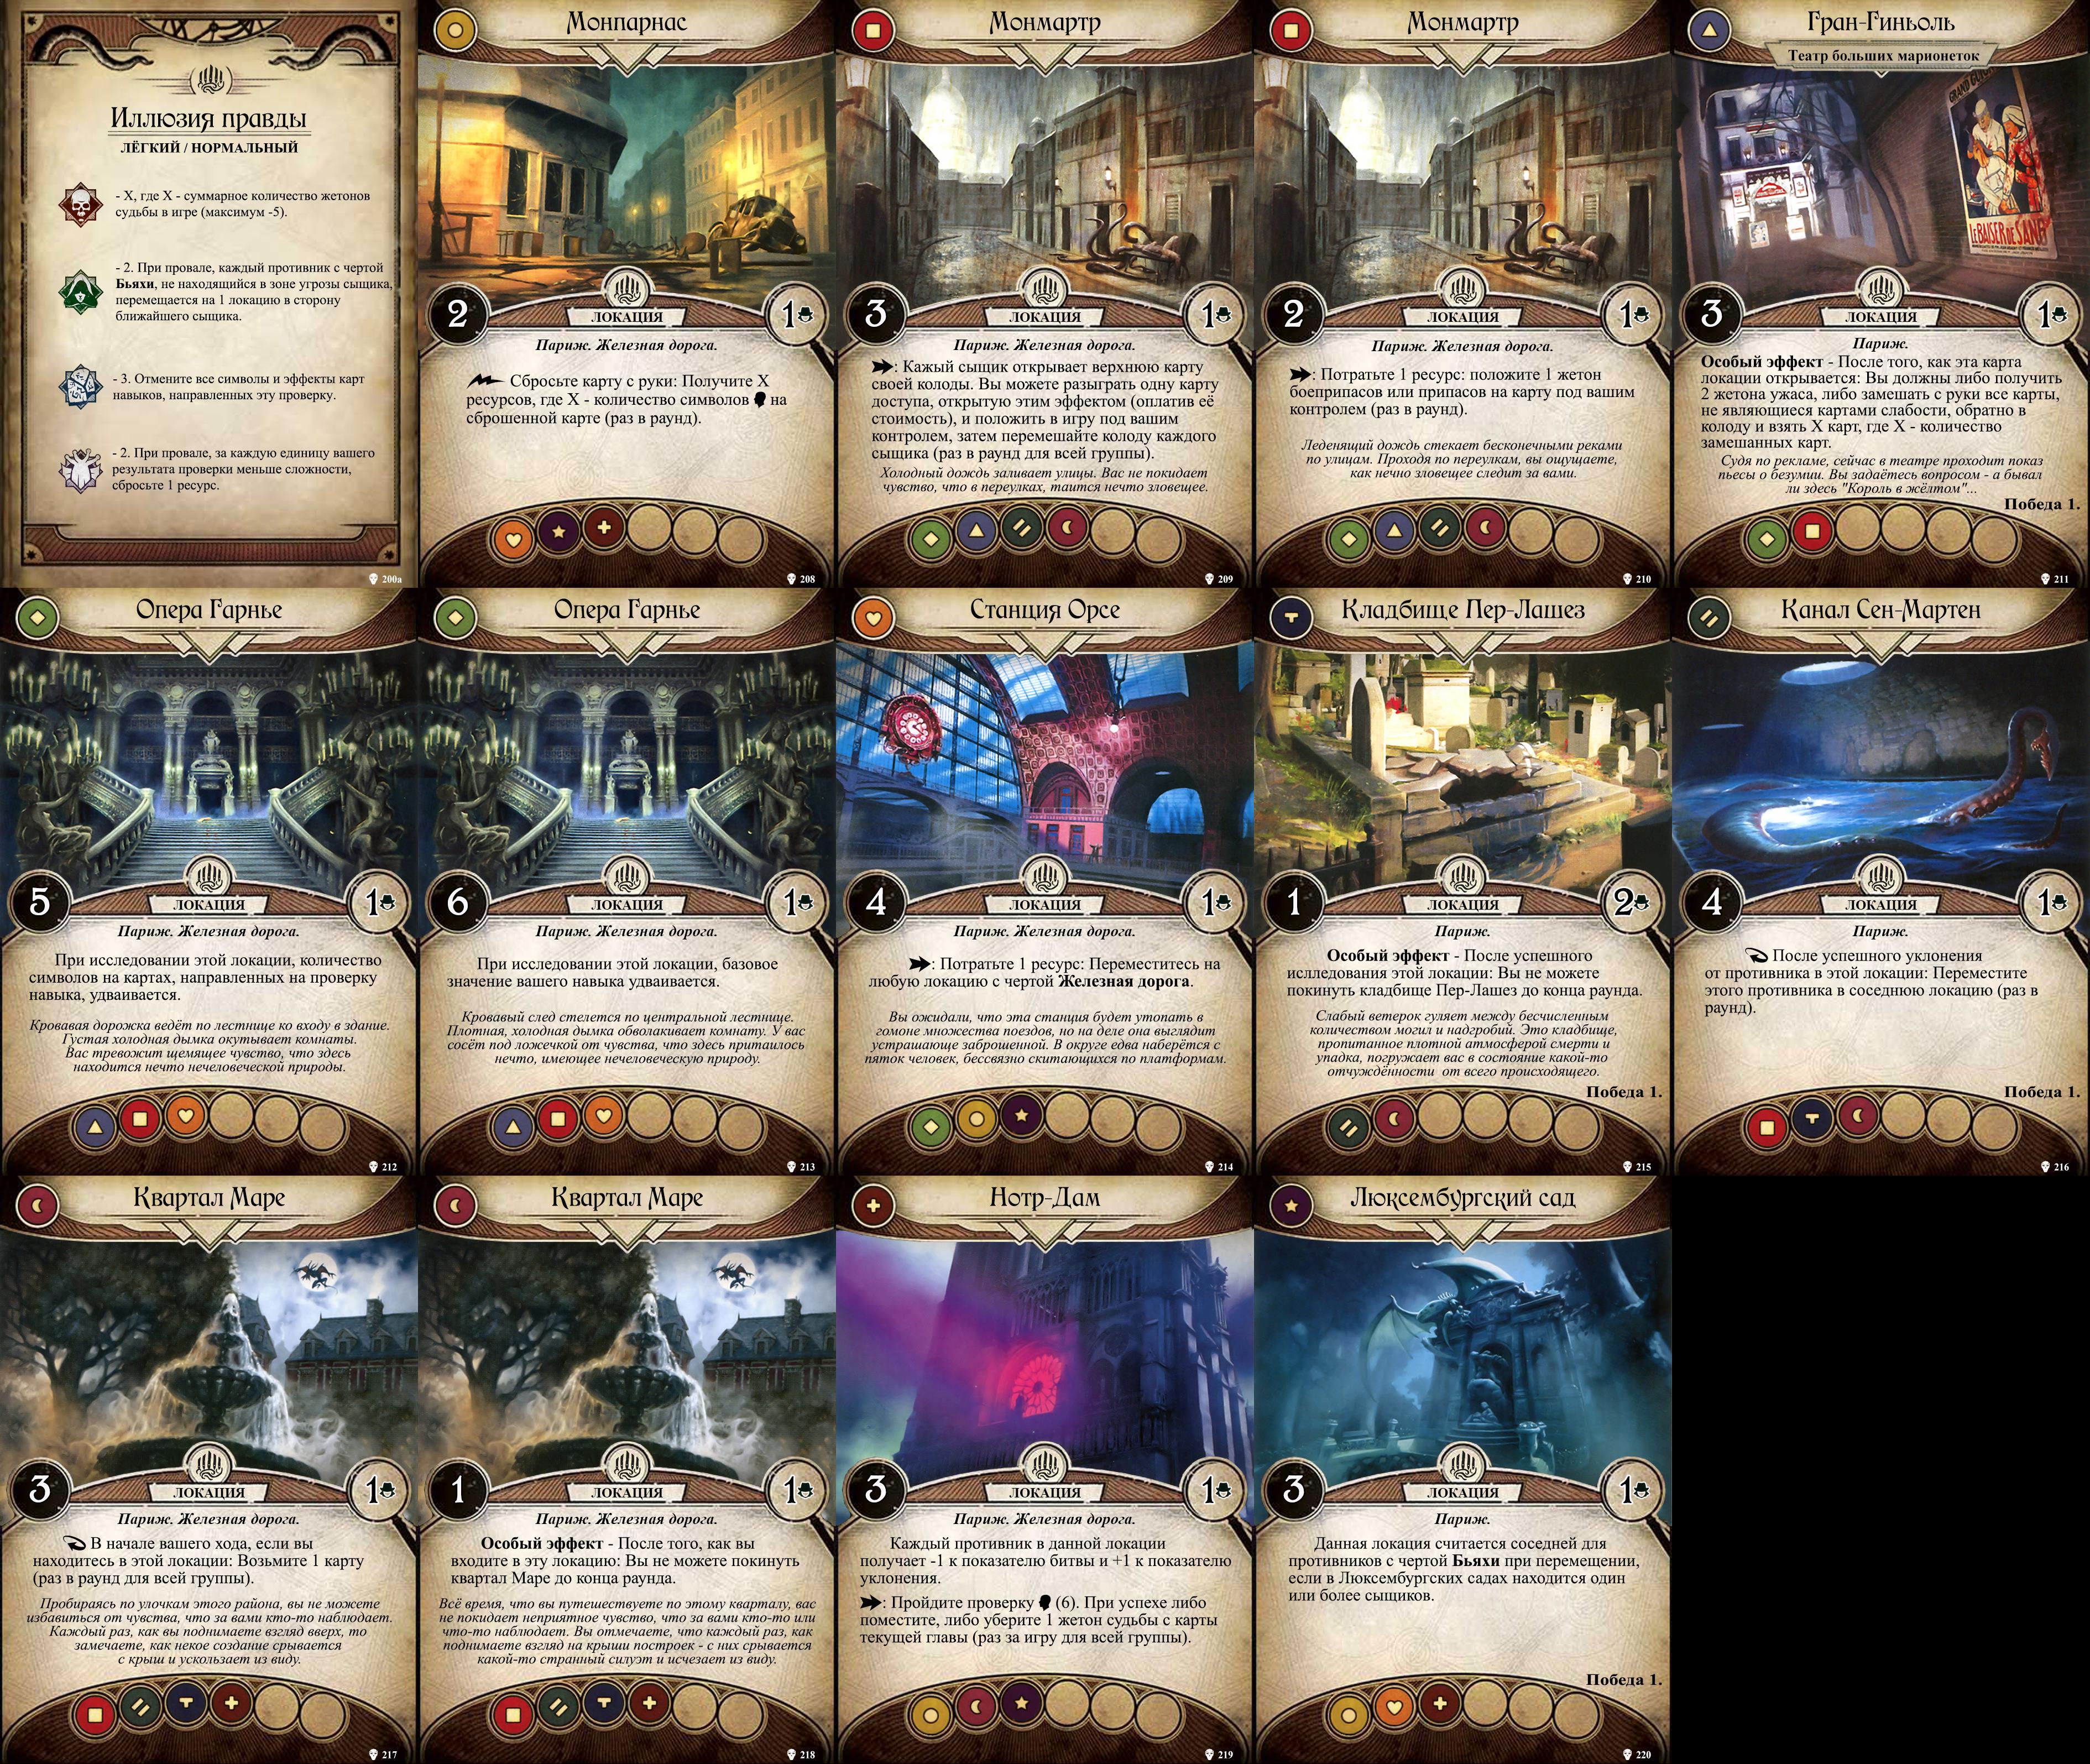 Иллюзия правды
ЛЁГКИЙ / НОРМАЛЬНЫЙ
- X, где X - суммарное количество жетонов
судьбы в игре (максимум -5).
- 2. При провале, каждый противник с чертой
Бьяхи, не находящийся в зоне угрозы сыщика,
перемещается на 1 локацию в сторону
ближайшего сыщика.
- 3. Отмените все символы и эффекты карт
навыков, направленных эту проверку.
- 2. При провале, за каждую единицу вашего
результата проверки меньше сложности,
сбросьте 1 ресурс.
200a
Монпарнас
2
ЛОКАЦИЯ
1
Париж. Железная дорога.
Сбросьте карту с руки: Получите X
ресурсов, где X - количество символов на
сброшенной карте (раз в раунд).
208
Монмартр
3
ЛОКАЦИЯ
1
Париж. Железная дорога.
: Кажый сыщик открывает верхнюю карту
своей колоды. Вы можете разыграть одну карту
доступа, открытую этим эффектом (оплатив её
стоимость), и положить в игру под вашим
контролем, затем перемешайте колоду каждого
сыщика (раз в раунд для всей группы).
Холодный дождь заливает улицы. Вас не покидает
чувство, что в переулках, таится нечто зловещее.
209
Монмартр
2
ЛОКАЦИЯ
1
Париж. Железная дорога.
: Потратьте 1 ресурс: положите 1 жетон
боеприпасов или припасов на карту под вашим
контролем (раз в раунд).
Леденящий дождь стекает бесконечными реками
по улицам. Проходя по переулкам, вы ощущаете,
как нечно зловещее следит за вами.
210
Гран-Гиньоль
Театр больших марионеток
GRAND GUIGNOL
LE BAISER DE SANG
3
ЛОКАЦИЯ
1
Париж.
Особый эффект - После того, как эта карта
локации открывается: Вы должны либо получить
2 жетона ужаса, либо замешать с руки все карты,
не являющиеся картами слабости, обратно в
колоду и взять X карт, где X - количество
замешанных карт.
Судя по рекламе, сейчас в театре проходит показ
пьесы о безумии. Вы задаётесь вопросом - а бывал
ли здесь "Король в жёлтом"...
Победа 1.
211
Опера Гарнье
5
ЛОКАЦИЯ
1
Париж. Железная дорога.
При исследовании этой локации, количество
символов на картах, направленных на проверку
навыка, удваивается.
Кровавая дорожка ведёт по лестнице ко входу в здание.
Густая холодная дымка окутывает комнаты.
Вас тревожит щемящее чувство, что здесь
находится нечто нечеловеческой природы.
212
Опера Гарнье
6
ЛОКАЦИЯ
1
Париж. Железная дорога.
При исследовании этой локации, базовое
значение вашего навыка удваивается.
Кровавый след стелется по центральной лестнице.
Плотная, холодная дымка обволакивает комнату. У вас
сосёт под ложечкой от чувства, что здесь притаилось
нечто, имеющее нечеловеческую природу.
213
Станция Орсе
4
ЛОКАЦИЯ
1
Париж. Железная дорога.
: Потратьте 1 ресурс: Переместитесь на
любую локацию с чертой Железная дорога.
Вы ожидали, что эта станция будет утопать в
гомоне множества поездов, но на деле она выглядит
устрашающе заброшенной. В округе едва наберётся с
пяток человек, бессвязно скитающихся по платформам.
214
Кладбище Пер-Лашез
1
ЛОКАЦИЯ
2
Париж.
Особый эффект - После успешного
ислледования этой локации: Вы не можете
покинуть кладбище Пер-Лашез до конца раунда.
Слабый ветерок гуляет между бесчисленным
количеством могил и надгробий. Это кладбище,
пропитанное плотной атмосферой смерти и
упадка, погружает вас в состояние какой-то
отчуждённости от всего происходящего.
Победа 1.
215
Канал Сен-Мартен
4
ЛОКАЦИЯ
1
Париж.
После успешного уклонения
от противника в этой локации: Переместите
этого противника в соседнюю локацию (раз в
раунд).
Победа 1.
216
Квартал Маре
3
ЛОКАЦИЯ
1
Париж. Железная дорога.
В начале вашего хода, если вы
находитесь в этой локации: Возьмите 1 карту
(раз в раунд для всей группы).
Пробираясь по улочкам этого района, вы не можете
избавиться от чувства, что за вами кто-то наблюдает.
Каждый раз, как вы поднимаете взгляд вверх, то
замечаете, как некое создание срывается
с крыш и ускользает из виду.
217
Квартал Маре
1
ЛОКАЦИЯ
1
Париж. Железная дорога.
Особый эффект - После того, как вы
входите в эту локацию: Вы не можете покинуть
квартал Маре до конца раунда.
Всё время, что вы путешествуете по этому кварталу, вас
не покидает неприятное чувство, что за вами кто-то или
что-то наблюдает. Вы отмечаете, что каждый раз, как
поднимаете взгляд на крыши построек - с них срывается
какой-то странный силуэт и исчезает из виду.
218
Нотр-Дам
3
ЛОКАЦИЯ
1
Париж. Железная дорога.
Каждый противник в данной локации
получает -1 к показателю битвы и +1 к показателю
уклонения.
: Пройдите проверку (6). При успехе либо
поместите, либо уберите 1 жетон судьбы с карты
текущей главы (раз за игру для всей группы).
219
Люксембургский сад
3
ЛОКАЦИЯ
1
Париж.
Данная локация считается соседней для
противников с чертой Бьяхи при перемещении,
если в Люксембургских садах находится один
или более сыщиков.
Победа 1.
220